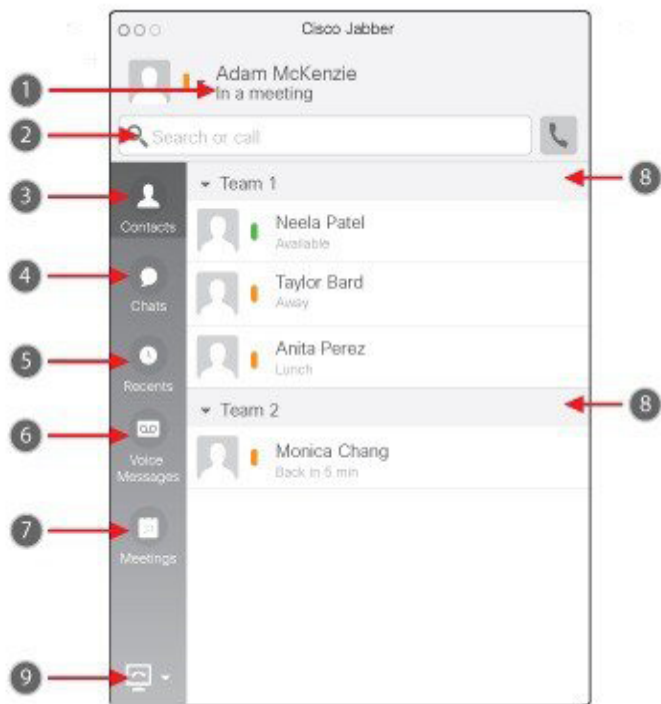 Cisco Jabber
Adam McKenzie
1
In a meeting
2
Search or call
Team 1
8
3
Contacts
Neela Patel
Available
4
Chats
Taylor Bard
Away
5
Recents
Anita Perez
Lunch
Team 2
8
6
Voice
Messages
Monica Chang
Back in 5 min
7
Meetings
9